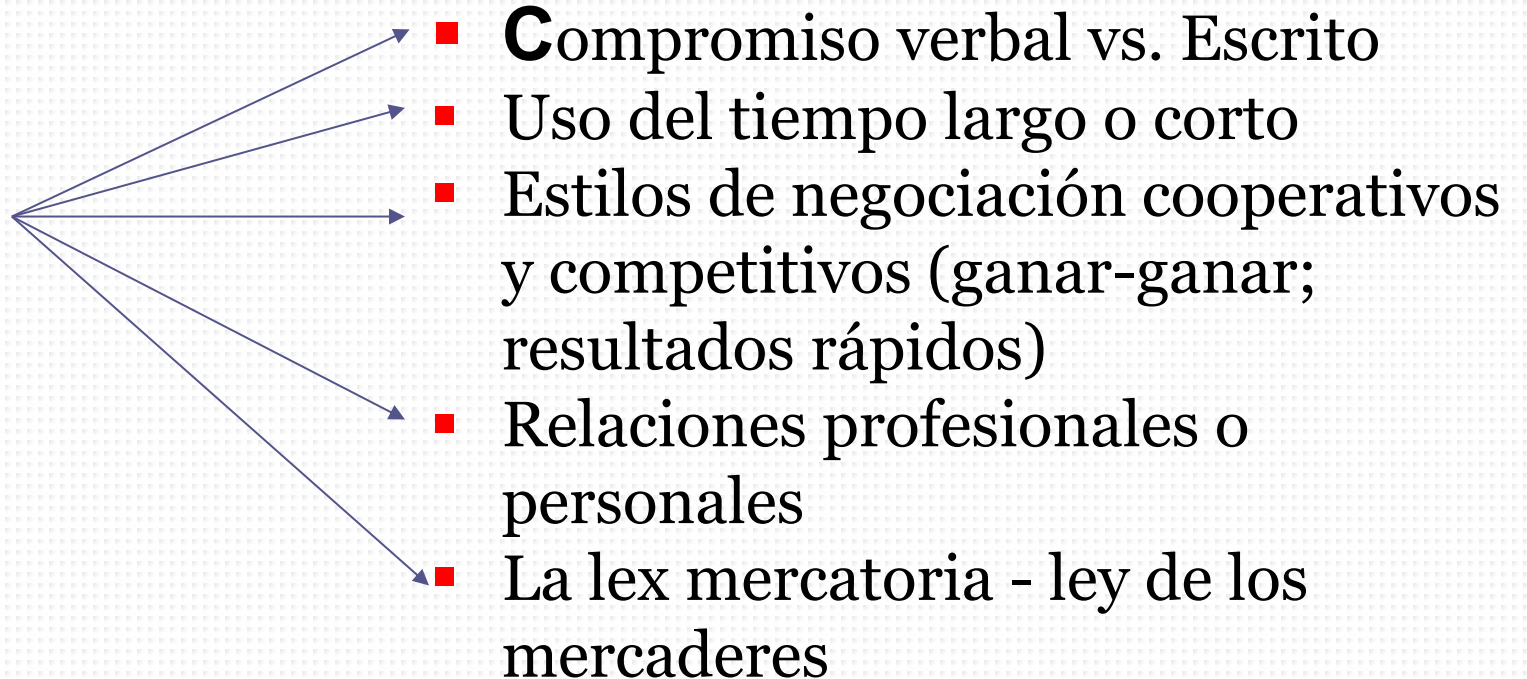 Compromiso verbal vs. Escrito
Uso del tiempo largo o corto
Estilos de negociación cooperativos
y competitivos (ganar-ganar;
resultados rápidos)
Relaciones profesionales o
personales
La lex mercatoria - ley de los
mercaderes